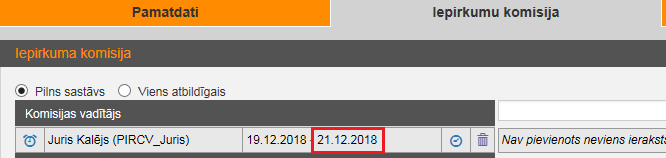 Pamatdati Iepirkumu komisija
Iepirkuma komisija
Pilns sastāvs Viens atbildīgais
Komisijas vadītājs
Juris Kalējs (PIRCV_Juris) 19.12.2018 - 21.12.2018 Nav pievienots neviens ieraksts